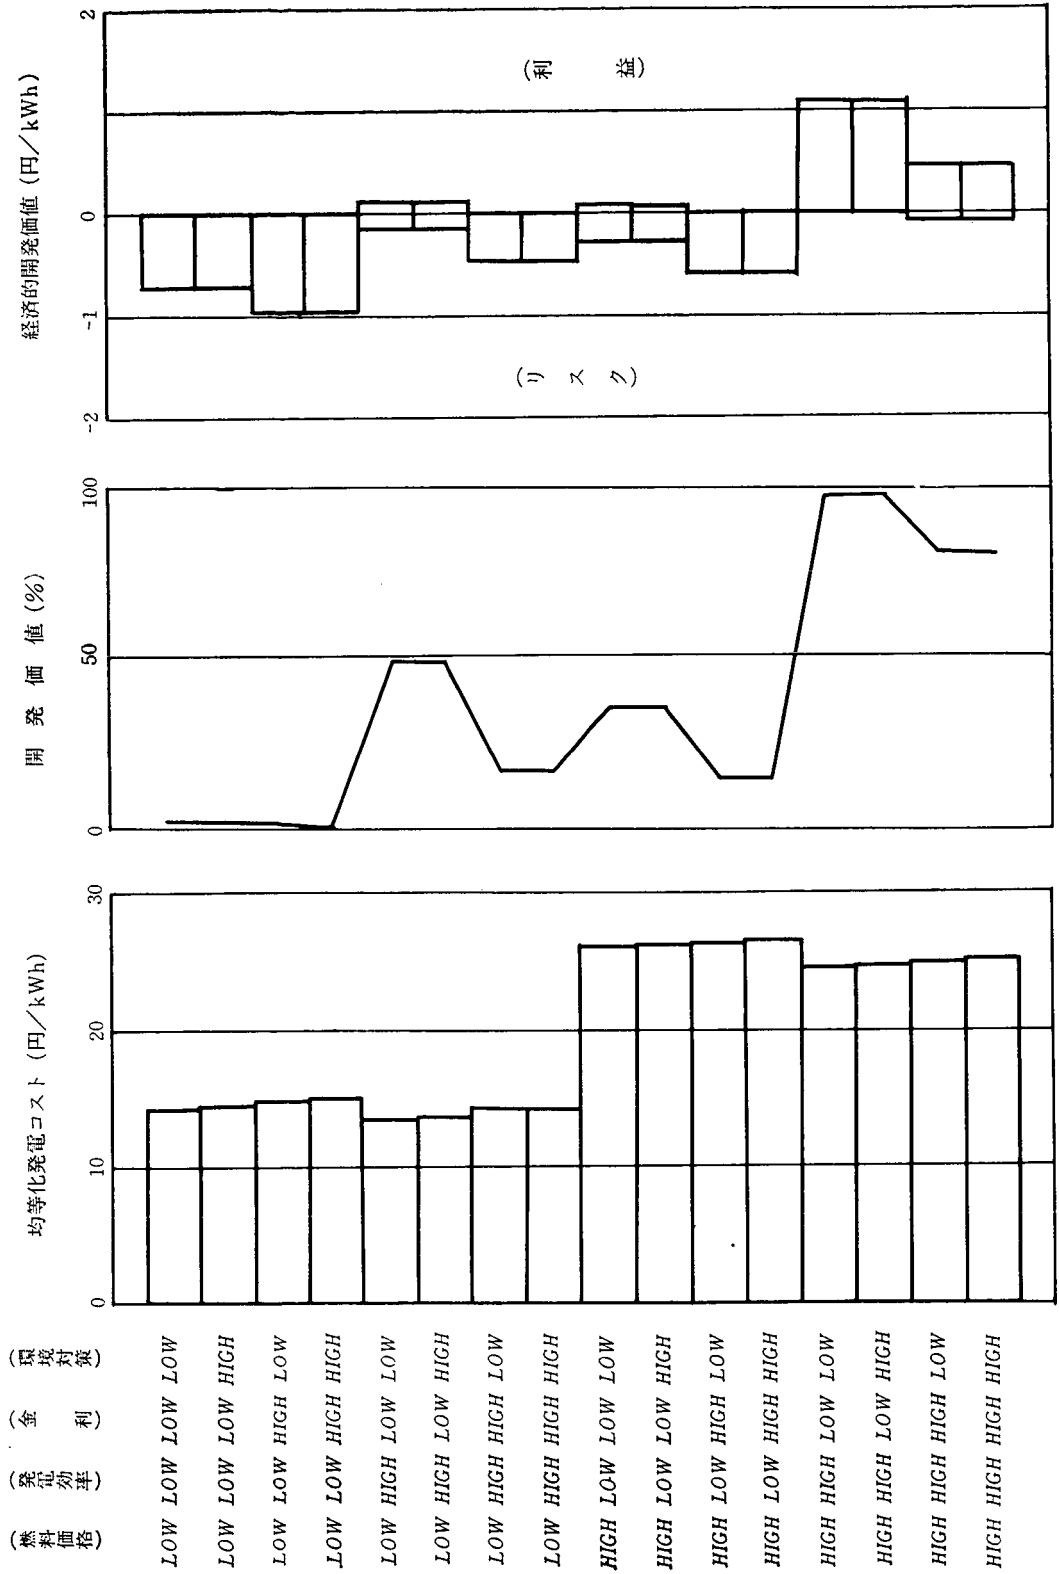 経済的開発価値 (円/kWh)
2
0
-1
-2
(利 益)
(リ ス ク)
開 発 価 値 (%)
100
50
0
均等化発電コスト (円/kWh)
30
20
10
0
(環境対策)
(金 利)
(発電効率)
(燃料価格)
LOW LOW LOW LOW
LOW LOW LOW HIGH
LOW LOW HIGH LOW
LOW LOW HIGH HIGH
LOW HIGH LOW LOW
LOW HIGH LOW HIGH
LOW HIGH HIGH LOW
LOW HIGH HIGH HIGH
HIGH LOW LOW LOW
HIGH LOW LOW HIGH
HIGH LOW HIGH LOW
HIGH LOW HIGH HIGH
HIGH HIGH LOW LOW
HIGH HIGH LOW HIGH
HIGH HIGH HIGH LOW
HIGH HIGH HIGH HIGH